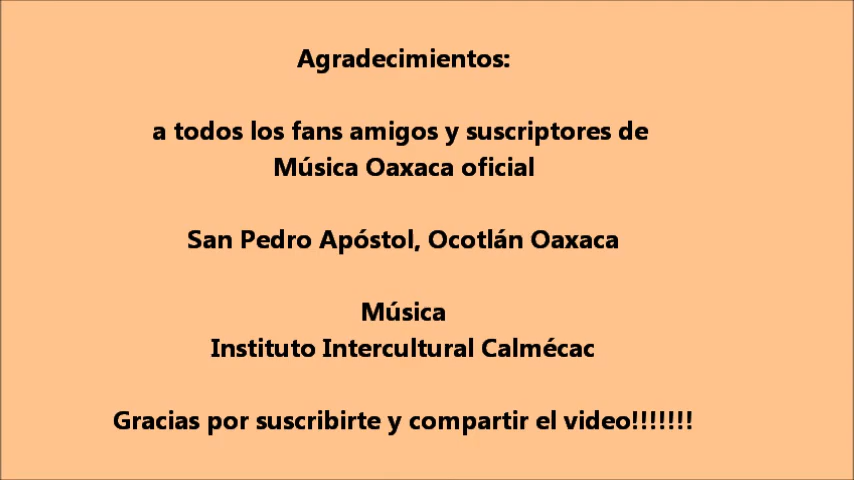 Agradecimientos:
a todos los fans amigos y suscriptores de
Música Oaxaca oficial
San Pedro Apóstol, Ocotlán Oaxaca
Música
Instituto Intercultural Calmécac
Gracias por suscribirte y compartir el video!!!!!!!